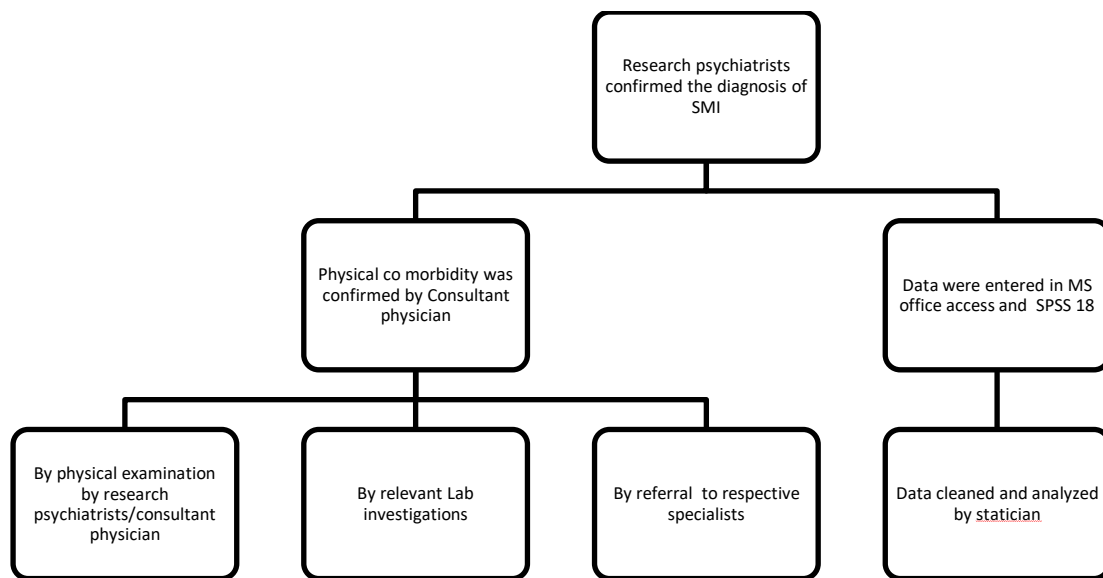 Research psychiatrists
confirmed the diagnosis of
SMI
Physical co morbidity was
confirmed by Consultant
physician
Data were entered in MS
office access and SPSS 18
By physical examination
by research
psychiatrists/consultant
physician
By relevant Lab
investigations
By referral to respective
specialists
Data cleaned and analyzed
by statician